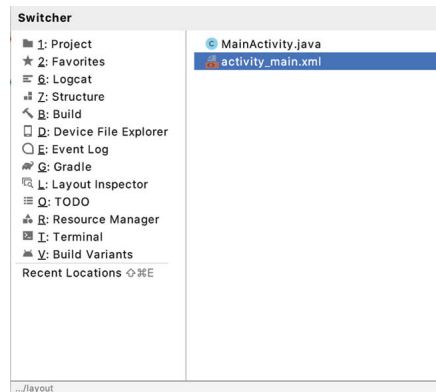 Switcher
1: Project
2: Favorites
6: Logcat
7: Structure
B: Build
D: Device File Explorer
E: Event Log
G: Gradle
L: Layout Inspector
O: TODO
R: Resource Manager
T: Terminal
V: Build Variants
Recent Locations ⇧⌘E
C MainActivity.java
activity_main.xml
.../layout